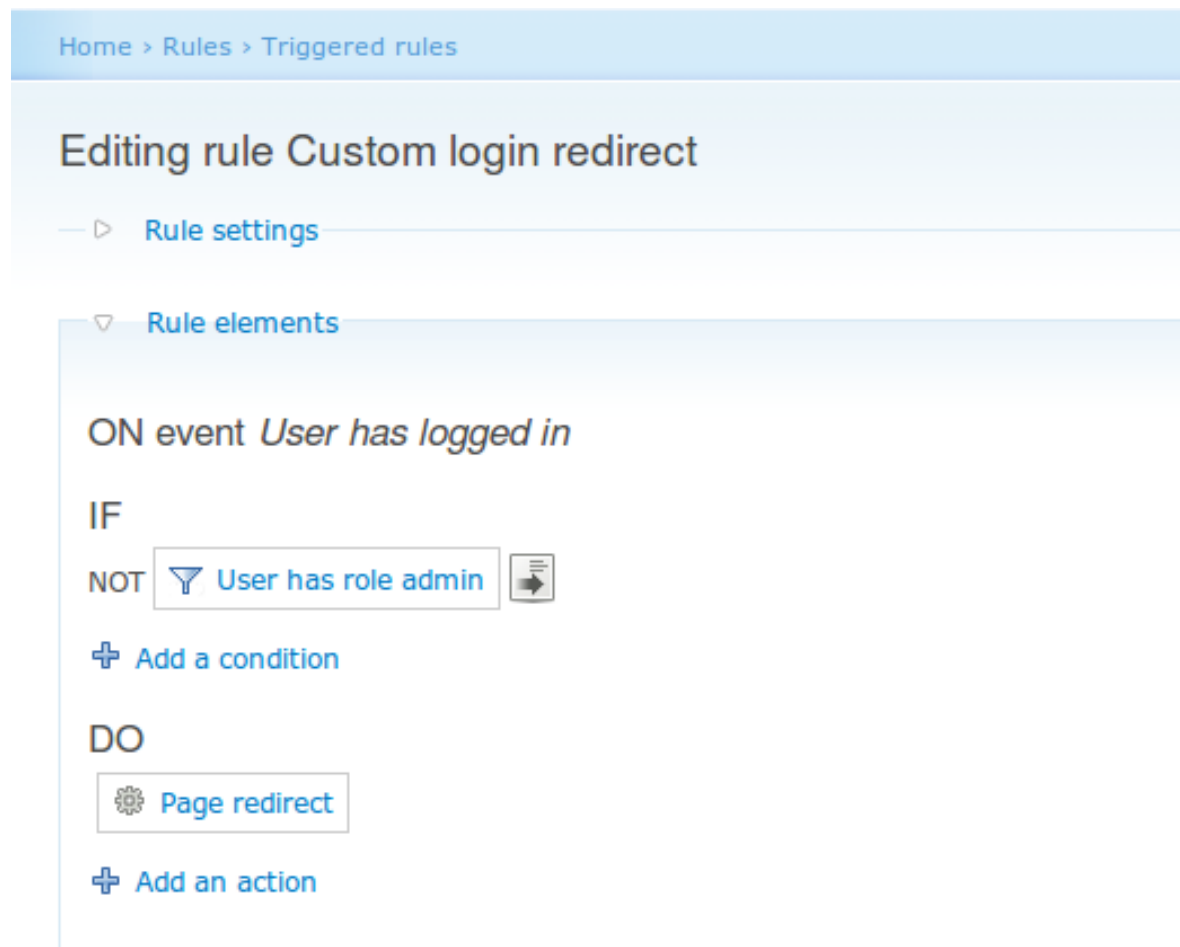 Home › Rules › Triggered rules
Editing rule Custom login redirect
Rule settings
Rule elements
ON event User has logged in
IF
NOT User has role admin
Add a condition
DO
Page redirect
Add an action